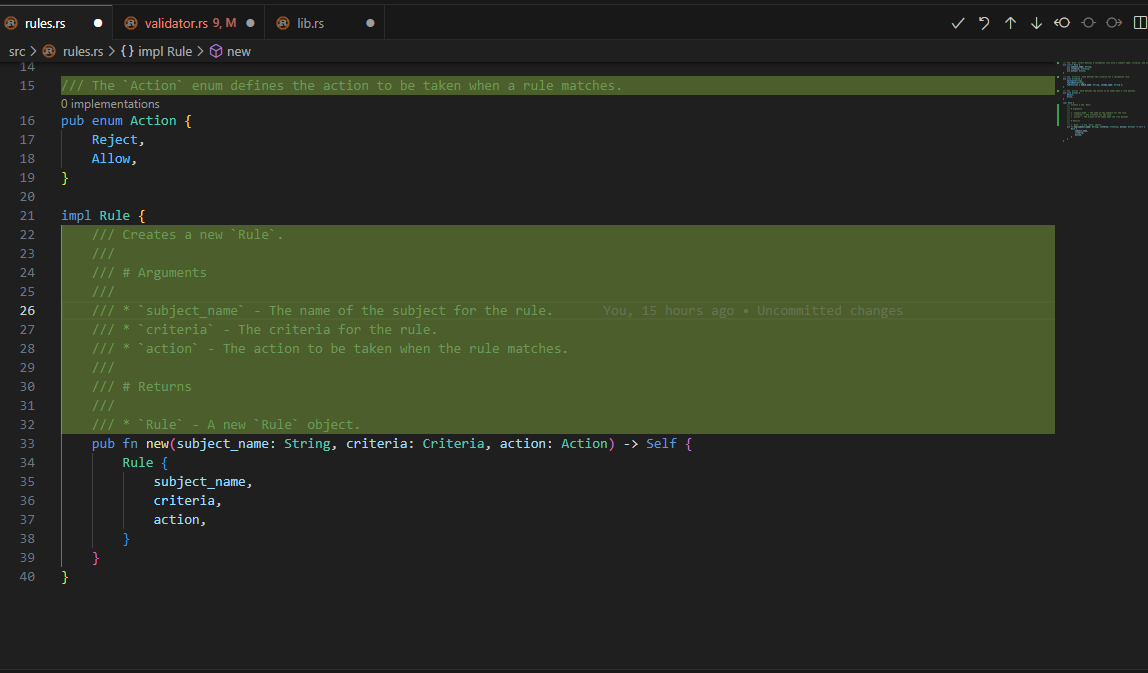 rules.rs validator.rs 9, M lib.rs
src > rules.rs > {} impl Rule > new
14
15 /// The `Action` enum defines the action to be taken when a rule matches.
0 implementations
16 pub enum Action {
17 Reject,
18 Allow,
19 }
20
21 impl Rule {
22 /// Creates a new `Rule`.
23 ///
24 /// # Arguments
25 ///
26 /// * `subject_name` - The name of the subject for the rule. You, 15 hours ago • Uncommitted changes
27 /// * `criteria` - The criteria for the rule.
28 /// * `action` - The action to be taken when the rule matches.
29 ///
30 /// # Returns
31 ///
32 /// * `Rule` - A new `Rule` object.
33 pub fn new(subject_name: String, criteria: Criteria, action: Action) -> Self {
34 Rule {
35 subject_name,
36 criteria,
37 action,
38 }
39 }
40 }